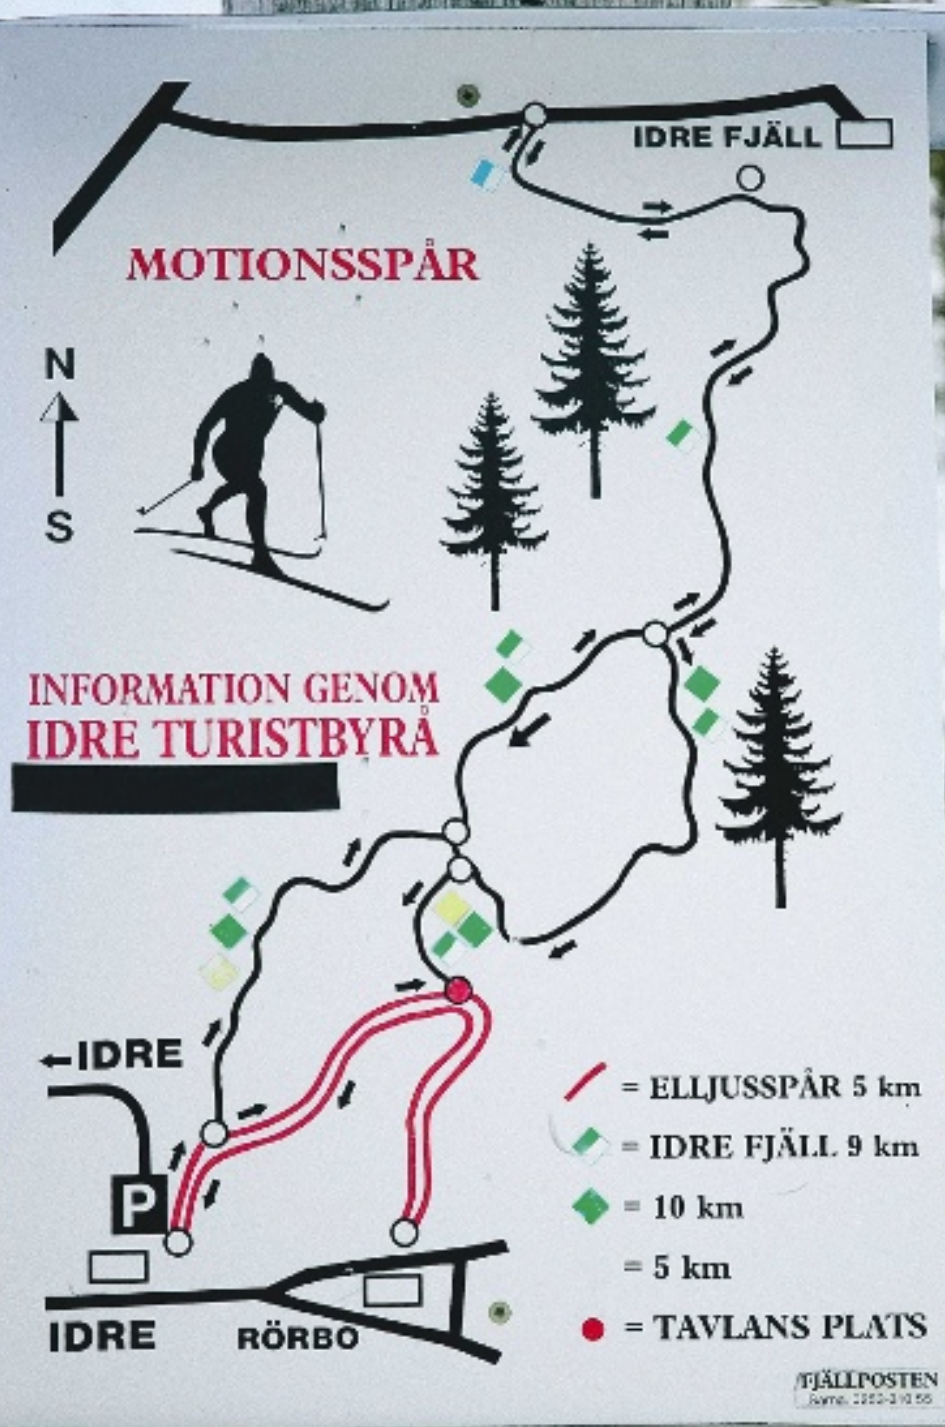 IDRE FJÄLL
MOTIONSSPÅR
N
S
INFORMATION GENOM
IDRE TURISTBYRÅ
←IDRE
P
IDRE
RÖRBO
= ELLJUSSPÅR 5 km
= IDRE FJÄLL 9 km
= 10 km
= 5 km
= TAVLANS PLATS
FJÄLLPOSTEN